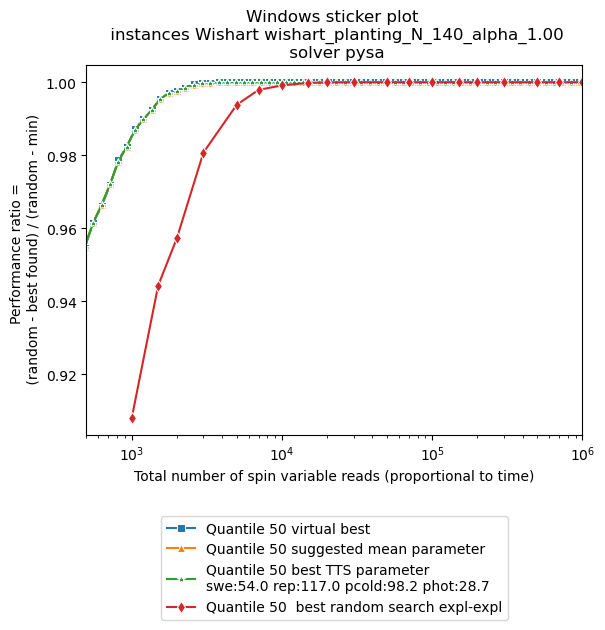 Windows sticker plot
instances Wishart wishart_planting_N_140_alpha_1.00
solver pysa
Performance ratio =
(random - best found) / (random - min)
1.00
0.98
0.96
0.94
0.92
10³
10⁴
10⁵
10⁶
Total number of spin variable reads (proportional to time)
Quantile 50 virtual best
Quantile 50 suggested mean parameter
Quantile 50 best TTS parameter
swe:54.0 rep:117.0 pcold:98.2 phot:28.7
Quantile 50  best random search expl-expl